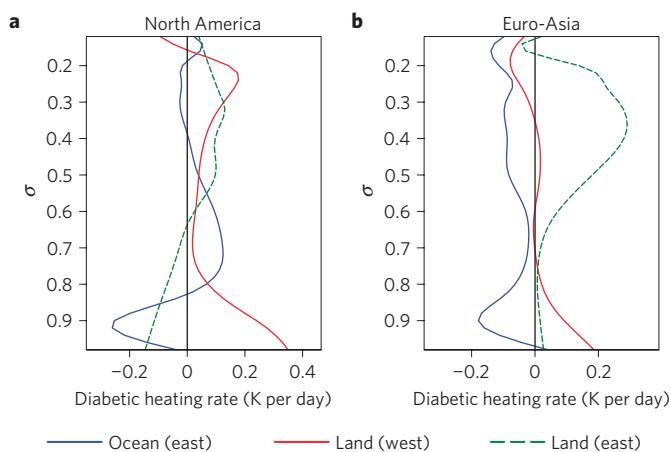 a
North America
0.2
0.3
0.4
0.5
0.6
0.7
0.8
0.9
σ
−0.2 0 0.2 0.4
Diabetic heating rate (K per day)
b
Euro-Asia
0.2
0.3
0.4
0.5
0.6
0.7
0.8
0.9
σ
−0.2 0 0.2
Diabetic heating rate (K per day)
Ocean (east) Land (west) Land (east)